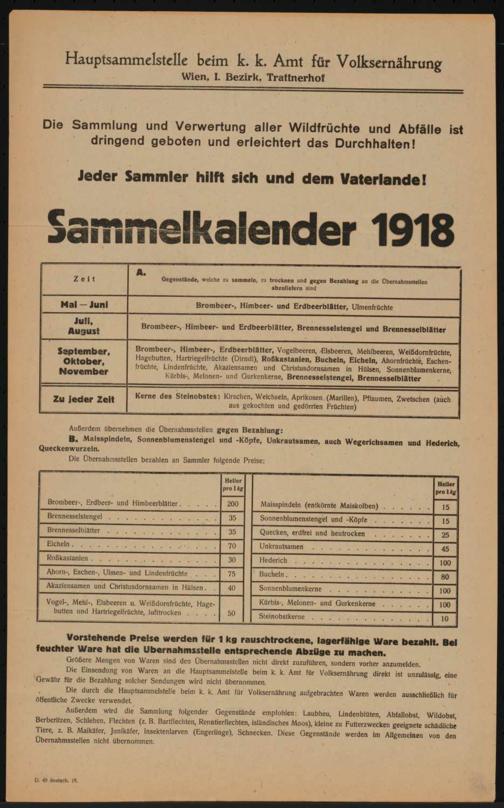 Hauptsammelstelle beim k. k. Amt für Volksernährung
Wien, I. Bezirk, Trattnerhof
Die Sammlung und Verwertung aller Wildfrüchte und Abfälle ist
dringend geboten und erleichtert das Durchhalten!
Jeder Sammler hilft sich und dem Vaterlande!
Sammelkalender 1918
Zeit
A.
Gegenstände, welche zu sammeln, zu trocknen und gegen Bezahlung an die Übernahmsstellen
abzuliefern sind
Mai — Juni
Brombeer-, Himbeer- und Erdbeerblätter, Ulmenfrüchte
Juli,
August
Brombeer-, Himbeer- und Erdbeerblätter, Brennesselstengel und Brennesselblätter
September,
Oktober,
November
Brombeer-, Himbeer-, Erdbeerblätter, Vogelbeeren, Elsbeeren, Mehlbeeren, Weißdornfrüchte,
Hagebutten, Hartriegelfrüchte (Dirndl), Roßkastanien, Bucheln, Eicheln, Ahornfrüchte, Eschen-
früchte, Lindenfrüchte, Akaziensamen und Christusdornsamen in Hülsen, Sonnenblumenkerne,
Kürbis-, Melonen- und Gurkenkerne, Brennesselstengel, Brennesselblätter
Zu jeder Zeit
Kerne des Steinobstes: Kirschen, Weichseln, Aprikosen (Marillen), Pflaumen, Zwetschen (auch
aus gekochten und gedörrten Früchten)
Außerdem übernehmen die Übernahmsstellen gegen Bezahlung:
B. Maisspindeln, Sonnenblumenstengel und -Köpfe, Unkrautsamen, auch Wegerichsamen und Hederich,
Queckenwurzeln.
Die Übernahmsstellen bezahlen an Sammler folgende Preise:
Heller
pro 1 kg
Brombeer-, Erdbeer- und Himbeerblätter 200
Brennesselstengel 35
Brennesselblätter 35
Eicheln 70
Roßkastanien 30
Ahorn-, Eschen-, Ulmen- und Lindenfrüchte 75
Akaziensamen und Christusdornsamen in Hülsen 40
Vogel-, Mehl-, Elsbeeren u. Weißdornfrüchte, Hage-
butten und Hartriegelfrüchte, lufttrocken 50
Heller
pro 1 kg
Maisspindeln (entkörnte Maiskolben) 15
Sonnenblumenstengel und -Köpfe 15
Quecken, erdfrei und heutrocken 25
Unkrautsamen 45
Hederich 100
Bucheln 80
Sonnenblumenkerne 100
Kürbis-, Melonen- und Gurkenkerne 100
Steinobstkerne 10
Vorstehende Preise werden für 1 kg rauschtrockene, lagerfähige Ware bezahlt. Bei
feuchter Ware hat die Übernahmsstelle entsprechende Abzüge zu machen.
Größere Mengen von Waren sind den Übernahmsstellen nicht direkt zuzuführen, sondern vorher anzumelden.
Die Einsendung von Waren an die Hauptsammelstelle beim k. k. Amt für Volksernährung direkt ist unzulässig, eine
Gewähr für die Bezahlung solcher Sendungen wird nicht übernommen.
Die durch die Hauptsammelstelle beim k. k. Amt für Volksernährung aufgebrachten Waren werden ausschließlich für
öffentliche Zwecke verwendet.
Außerdem wird die Sammlung folgender Gegenstände empfohlen: Laubheu, Lindenblüten, Abfallobst, Wildobst,
Berberitzen, Schlehen, Flechten (z. B. Bartflechten, Renntierflechten, isländisches Moos), kleine zu Futterzwecken geeignete schädliche
Tiere, z. B. Maikäfer, Junikäfer, Insektenlarven (Engerlinge), Schnecken. Diese Gegenstände werden im Allgemeinen von den
Übernahmsstellen nicht übernommen.